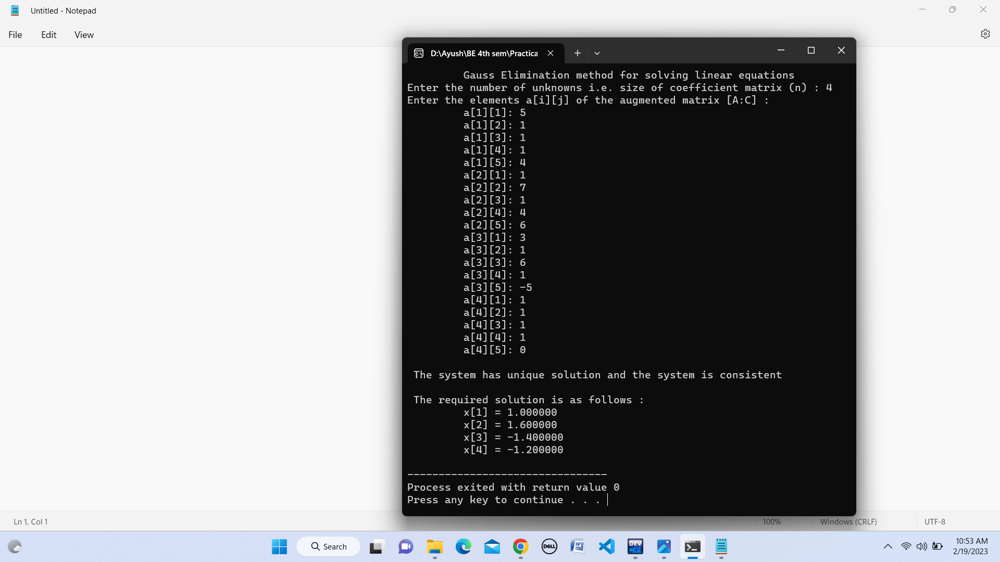 Untitled - Notepad
File Edit View
D:\Ayush\BE 4th sem\Practica
Gauss Elimination method for solving linear equations
Enter the number of unknowns i.e. size of coefficient matrix (n) : 4
Enter the elements a[i][j] of the augmented matrix [A:C] :
a[1][1]: 5
a[1][2]: 1
a[1][3]: 1
a[1][4]: 1
a[1][5]: 4
a[2][1]: 1
a[2][2]: 7
a[2][3]: 1
a[2][4]: 4
a[2][5]: 6
a[3][1]: 3
a[3][2]: 1
a[3][3]: 6
a[3][4]: 1
a[3][5]: -5
a[4][1]: 1
a[4][2]: 1
a[4][3]: 1
a[4][4]: 1
a[4][5]: 0
The system has unique solution and the system is consistent
The required solution is as follows :
x[1] = 1.000000
x[2] = 1.600000
x[3] = -1.400000
x[4] = -1.200000
--------------------------------
Process exited with return value 0
Press any key to continue . . .
Ln 1, Col 1 100% Windows (CRLF) UTF-8
Search
DELL
DEV
C++
10:53 AM
2/19/2023